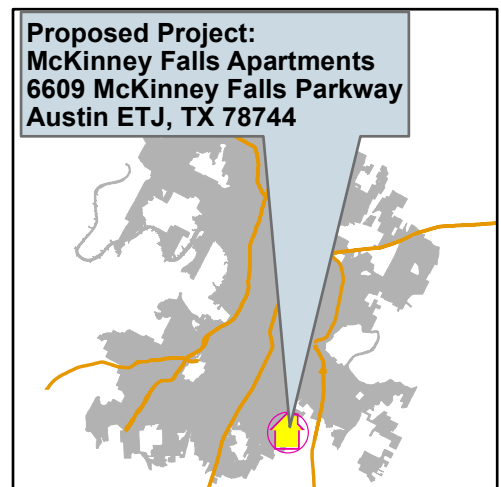 Proposed Project:
McKinney Falls Apartments
6609 McKinney Falls Parkway
Austin ETJ, TX 78744